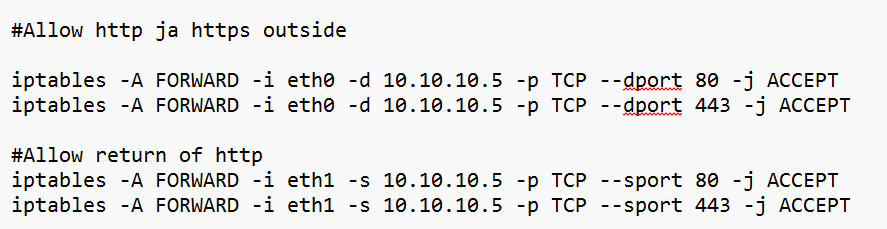 #Allow http ja https outside
iptables -A FORWARD -i eth0 -d 10.10.10.5 -p TCP --dport 80 -j ACCEPT
iptables -A FORWARD -i eth0 -d 10.10.10.5 -p TCP --dport 443 -j ACCEPT
#Allow return of http
iptables -A FORWARD -i eth1 -s 10.10.10.5 -p TCP --sport 80 -j ACCEPT
iptables -A FORWARD -i eth1 -s 10.10.10.5 -p TCP --sport 443 -j ACCEPT